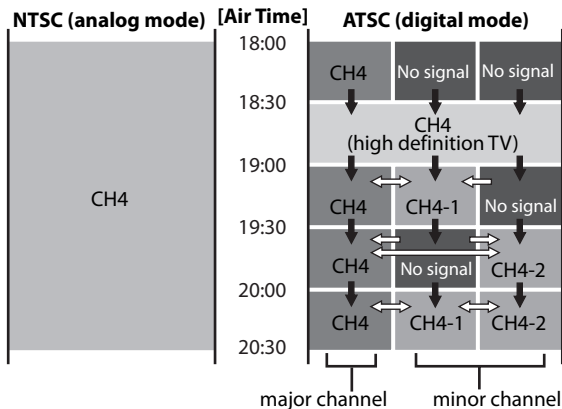 NTSC (analog mode) [Air Time] ATSC (digital mode)
18:00
CH4 No signal No signal
18:30
CH4
(high definition TV)
19:00
CH4
CH4 CH4-1 No signal
19:30
CH4 No signal CH4-2
20:00
CH4 CH4-1 CH4-2
20:30
major channel minor channel